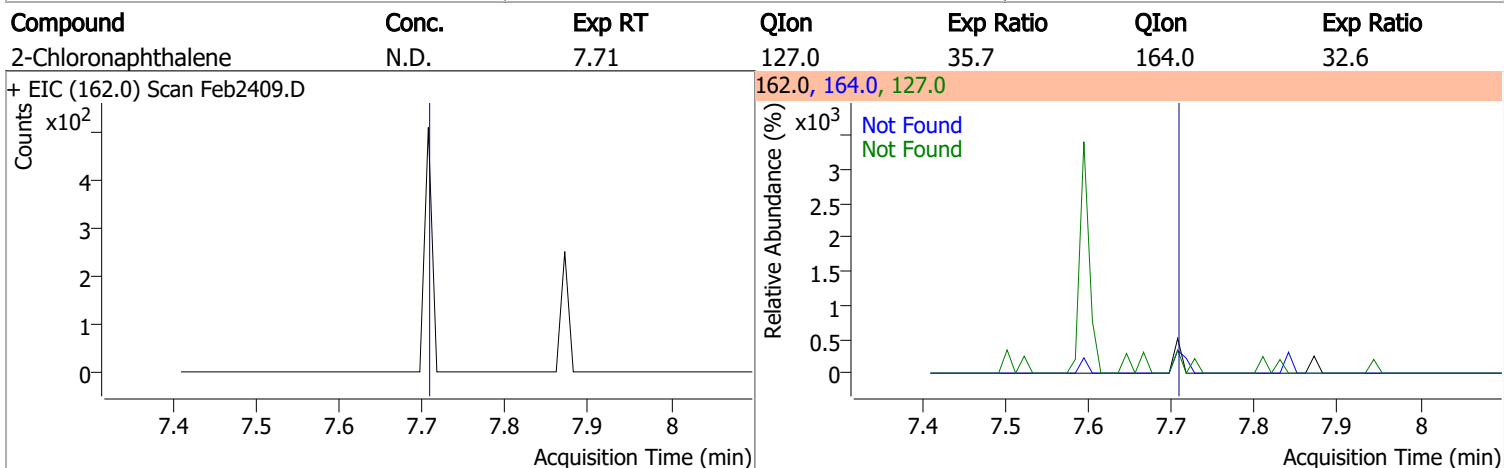 Compound Conc. Exp RT QIon Exp Ratio QIon Exp Ratio
2-Chloronaphthalene N.D. 7.71 127.0 35.7 164.0 32.6
+ EIC (162.0) Scan Feb2409.D
Counts
x10²
4
3
2
1
0
7.4 7.5 7.6 7.7 7.8 7.9 8
Acquisition Time (min)
162.0, 164.0, 127.0
Relative Abundance (%)
x10³
Not Found
Not Found
3
2.5
2
1.5
1
0.5
0
7.4 7.5 7.6 7.7 7.8 7.9 8
Acquisition Time (min)